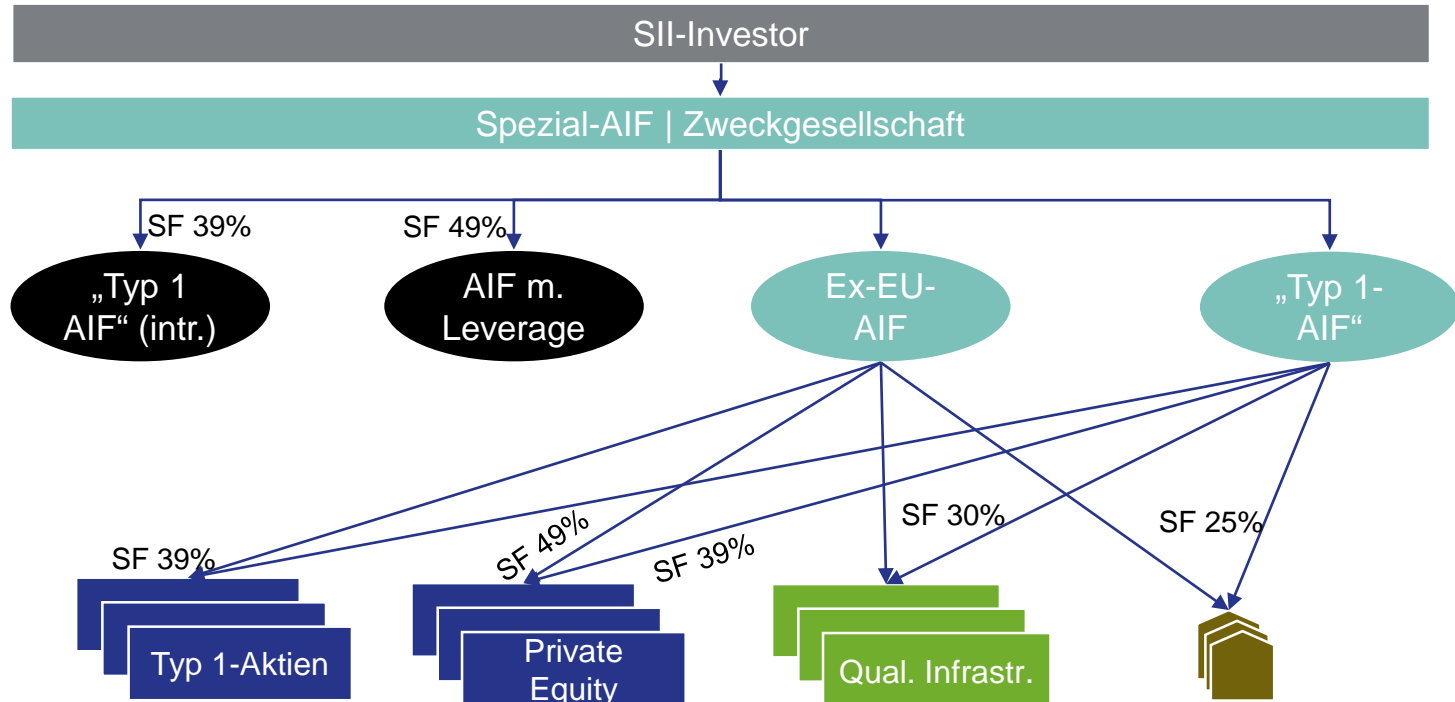 SII-Investor
Spezial-AIF | Zweckgesellschaft
SF 39%
SF 49%
„Typ 1
AIF“ (intr.)
AIF m.
Leverage
Ex-EU-
AIF
„Typ 1-
AIF“
SF 39%
SF 49%
SF 39%
SF 30%
SF 25%
Typ 1-Aktien
Private
Equity
Qual. Infrastr.